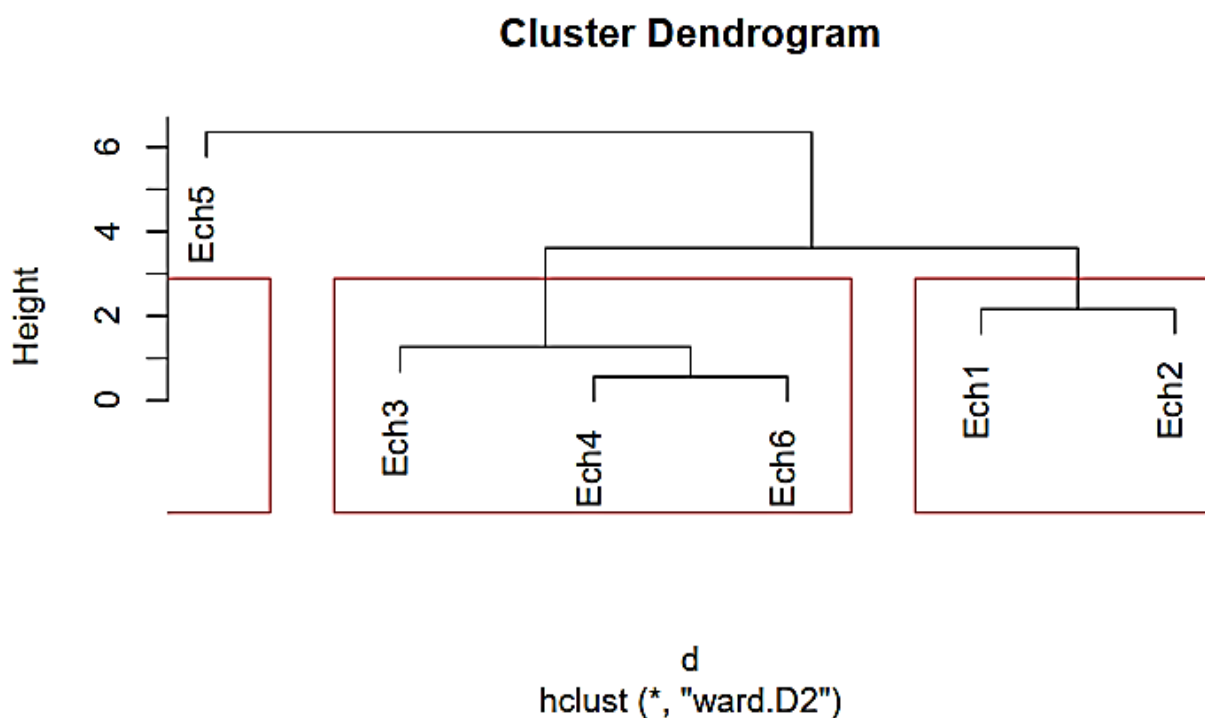 Cluster Dendrogram
Height
6
4
2
0
Ech5
Ech3
Ech4
Ech6
Ech1
Ech2
d
hclust (*, "ward.D2")